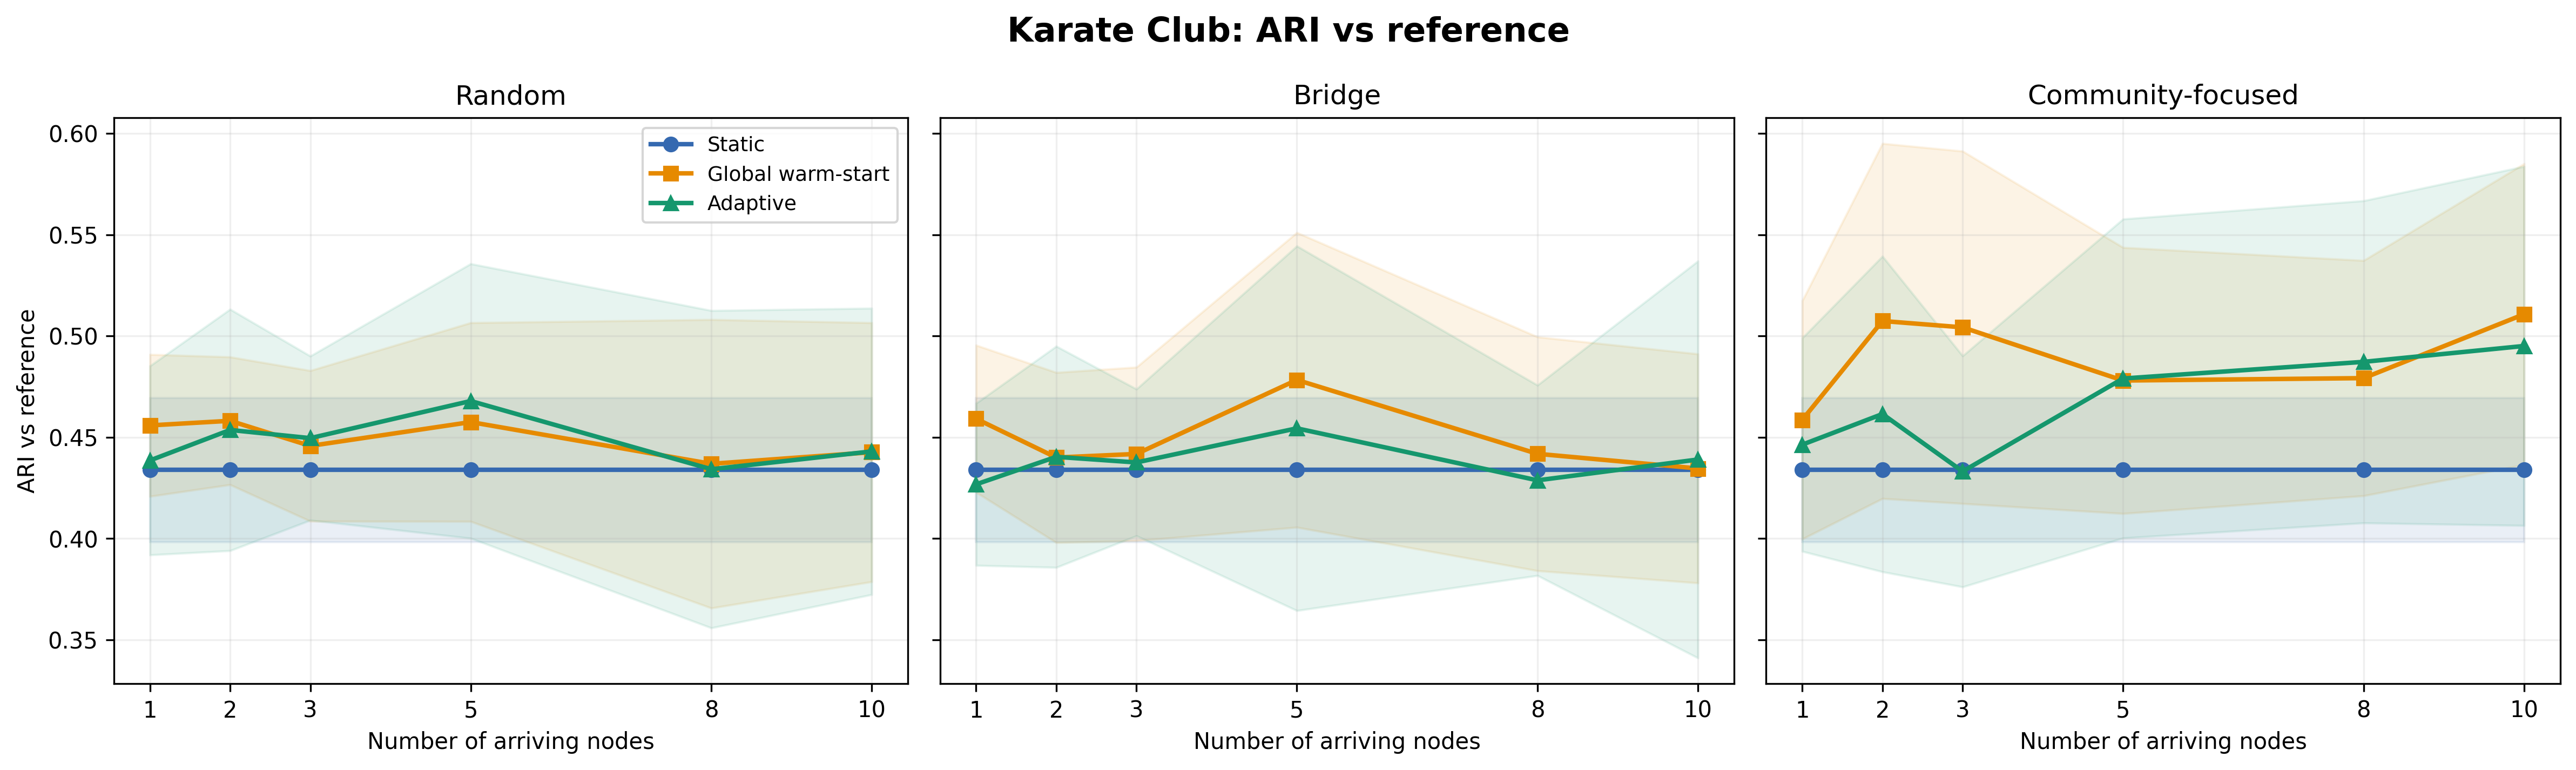 Karate Club: ARI vs reference
Random
Bridge
Community-focused
Static
Global warm-start
Adaptive
ARI vs reference
0.60
0.55
0.50
0.45
0.40
0.35
1 2 3 5 8 10
1 2 3 5 8 10
1 2 3 5 8 10
Number of arriving nodes
Number of arriving nodes
Number of arriving nodes